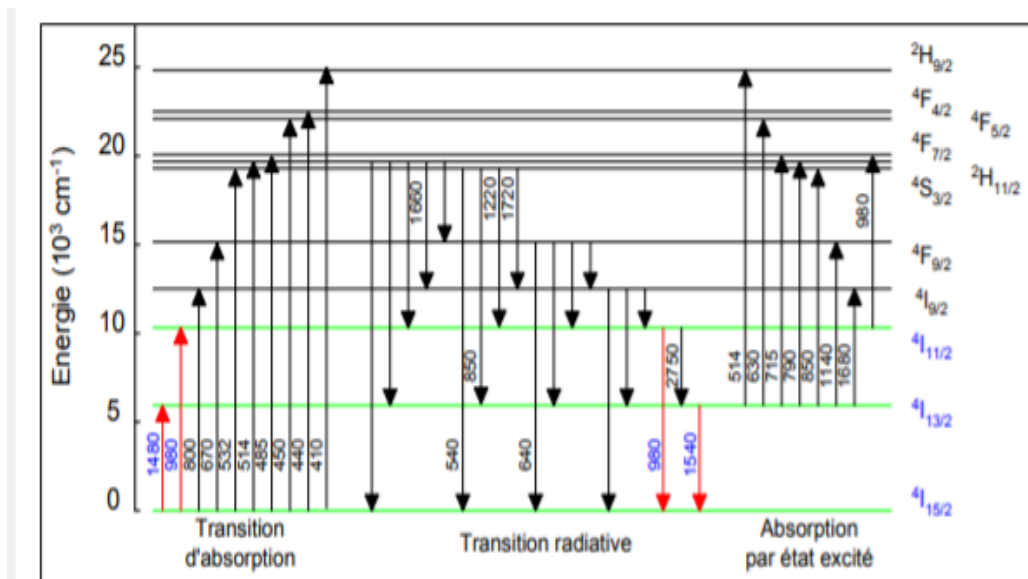 Energie (10³ cm⁻¹)
25
20
15
10
5
0
²H₉/₂
⁴F₄/₂
⁴F₅/₂
⁴F₇/₂
²H₁₁/₂
⁴S₃/₂
⁴F₉/₂
⁴I₉/₂
⁴I₁₁/₂
⁴I₁₃/₂
⁴I₁₅/₂
1480
980
800
670
532
514
485
450
440
410
1660
1220
1720
850
540
640
980
2750
1540
514
630
715
790
850
1140
1680
980
Transition
d'absorption
Transition radiative
Absorption
par état excité